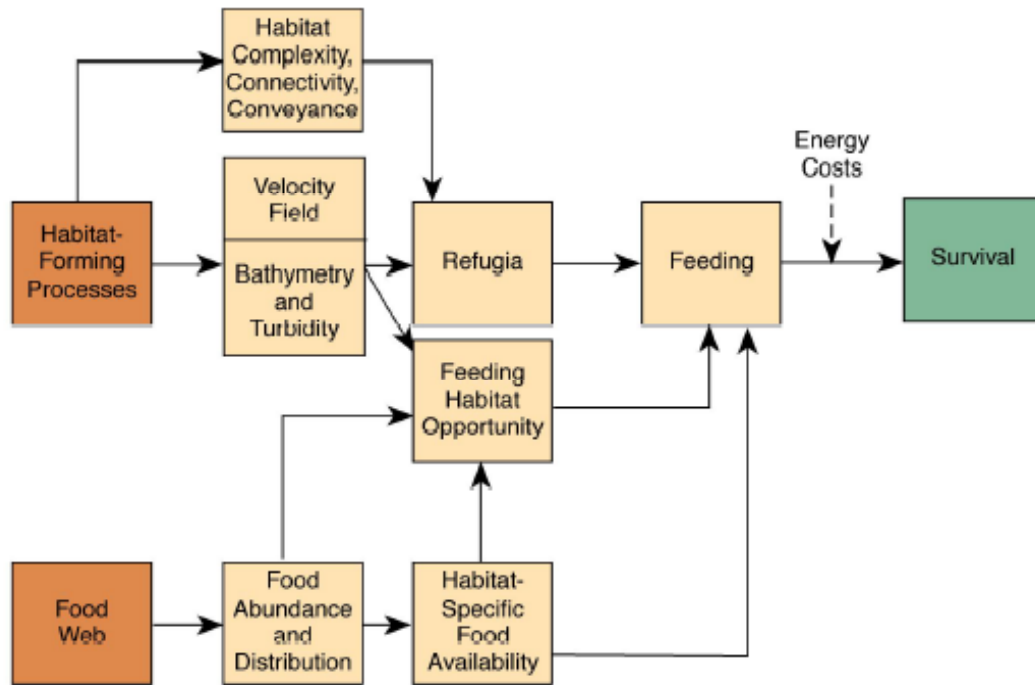 Habitat
Complexity,
Connectivity,
Conveyance
Energy
Costs
Velocity
Field
Habitat-
Forming
Processes
Bathymetry
and
Turbidity
Refugia
Feeding
Survival
Feeding
Habitat
Opportunity
Food
Web
Food
Abundance
and
Distribution
Habitat-
Specific
Food
Availability